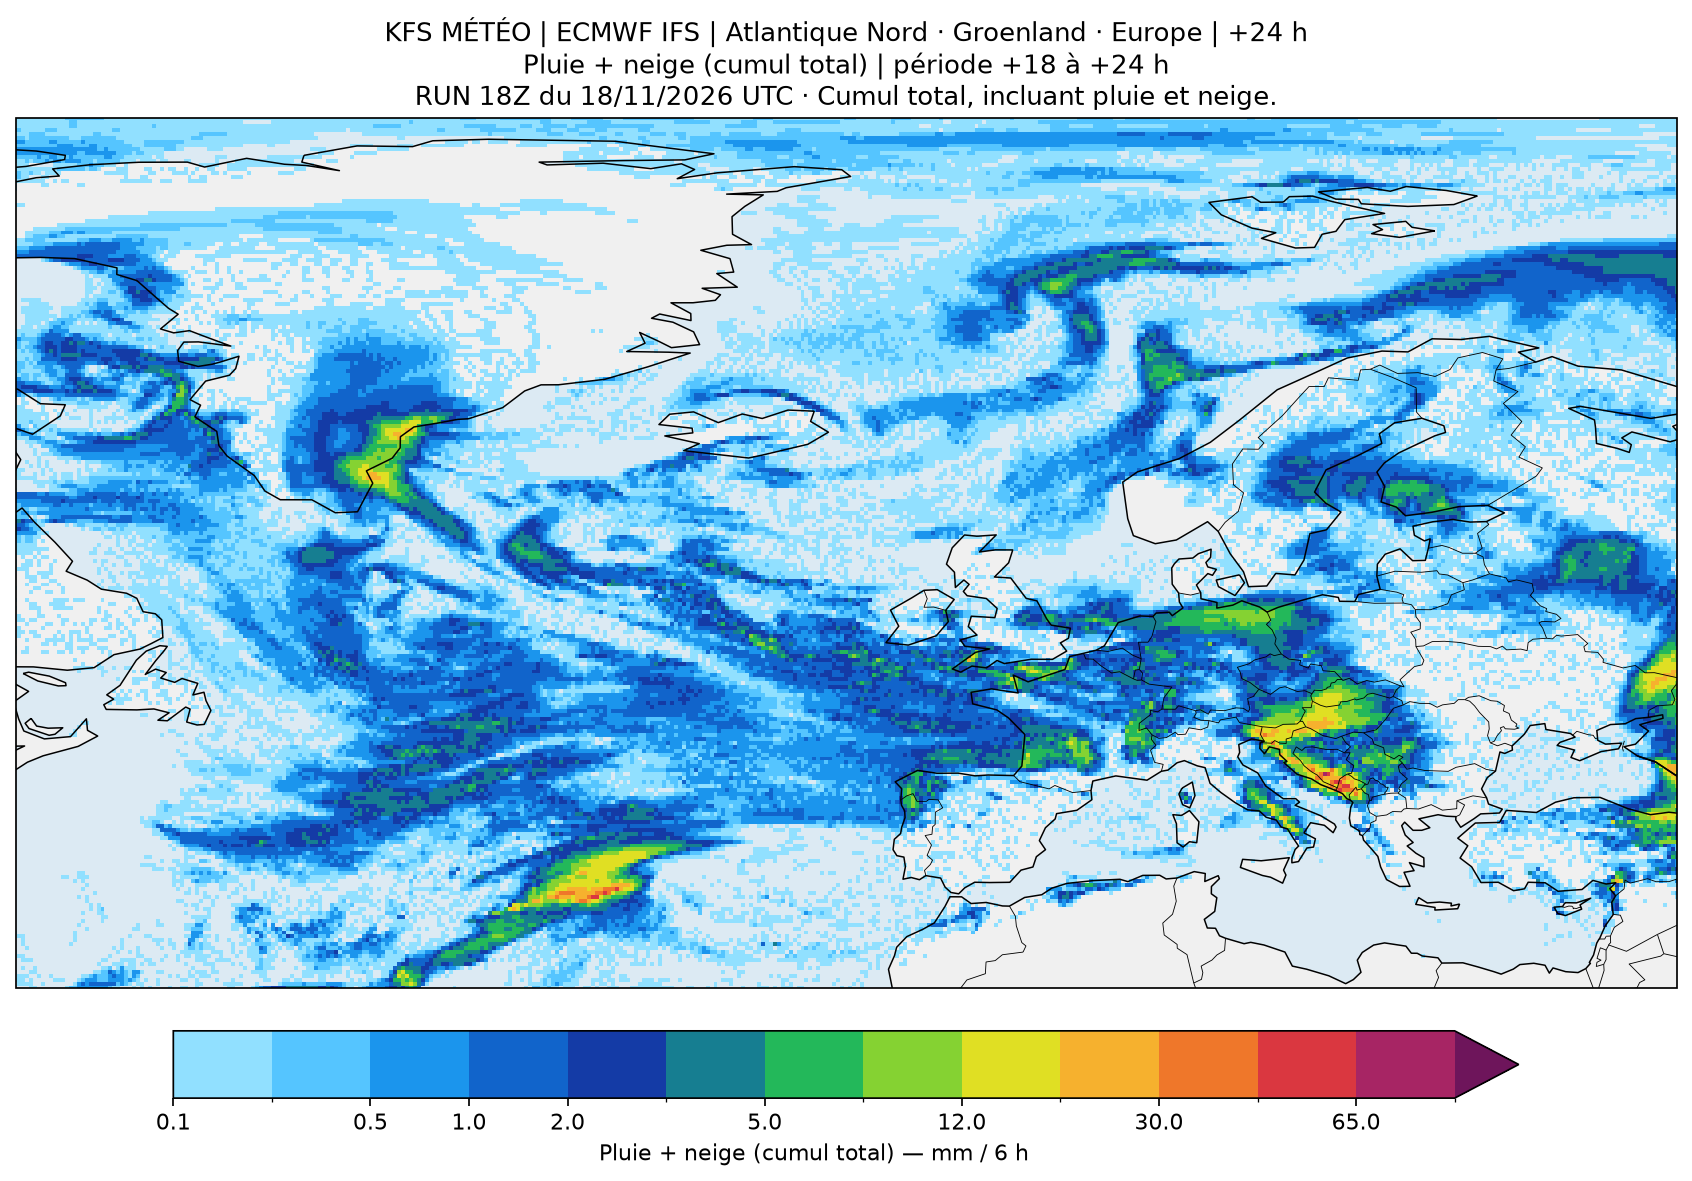 KFS MÉTÉO | ECMWF IFS | Atlantique Nord · Groenland · Europe | +24 h
Pluie + neige (cumul total) | période +18 à +24 h
RUN 18Z du 18/11/2026 UTC · Cumul total, incluant pluie et neige.
0.1 0.5 1.0 2.0 5.0 12.0 30.0 65.0
Pluie + neige (cumul total) — mm / 6 h